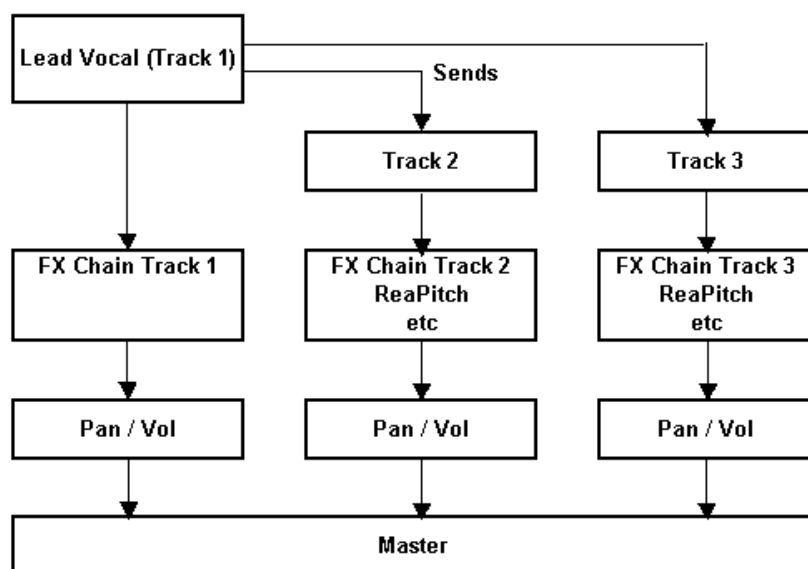 Lead Vocal (Track 1)
Sends
Track 2
Track 3
FX Chain Track 1
FX Chain Track 2
ReaPitch
etc
FX Chain Track 3
ReaPitch
etc
Pan / Vol
Pan / Vol
Pan / Vol
Master